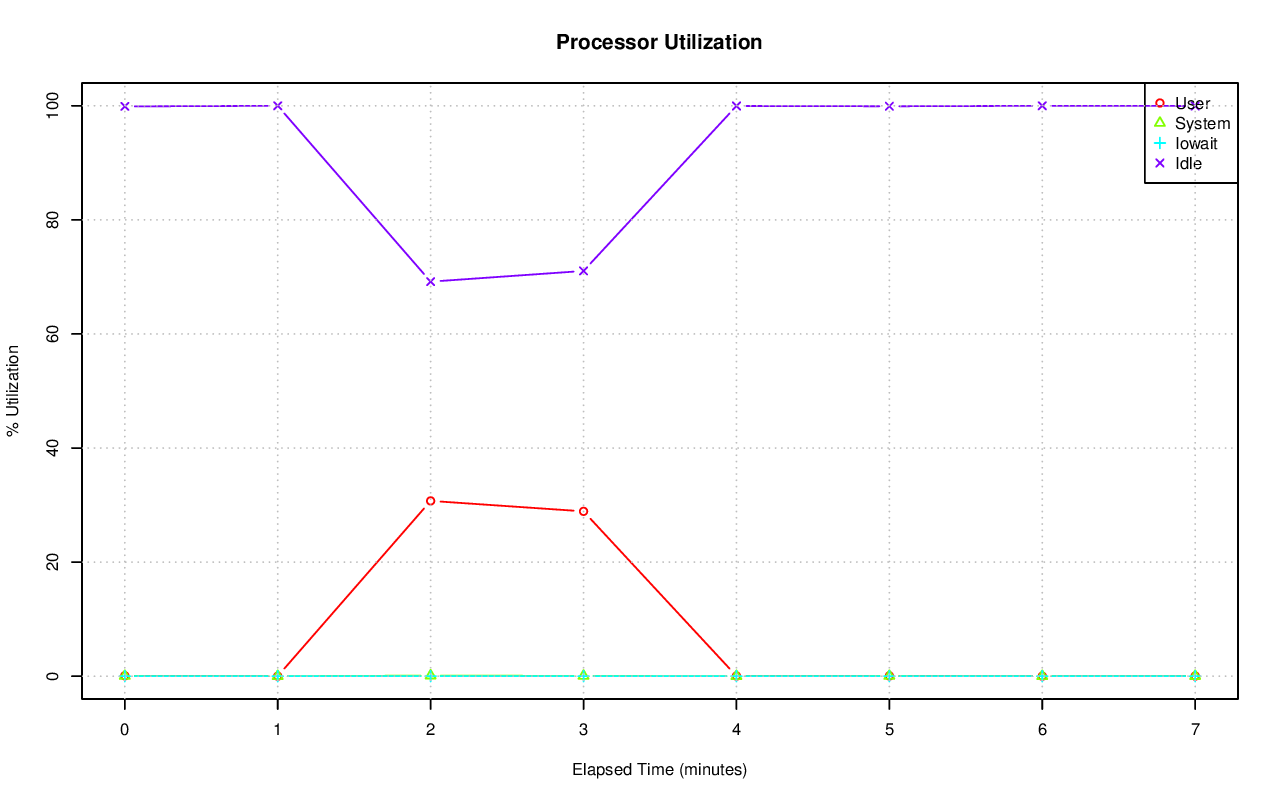 Processor Utilization
100
80
60
40
20
0
% Utilization
User
System
Iowait
Idle
0 1 2 3 4 5 6 7
Elapsed Time (minutes)